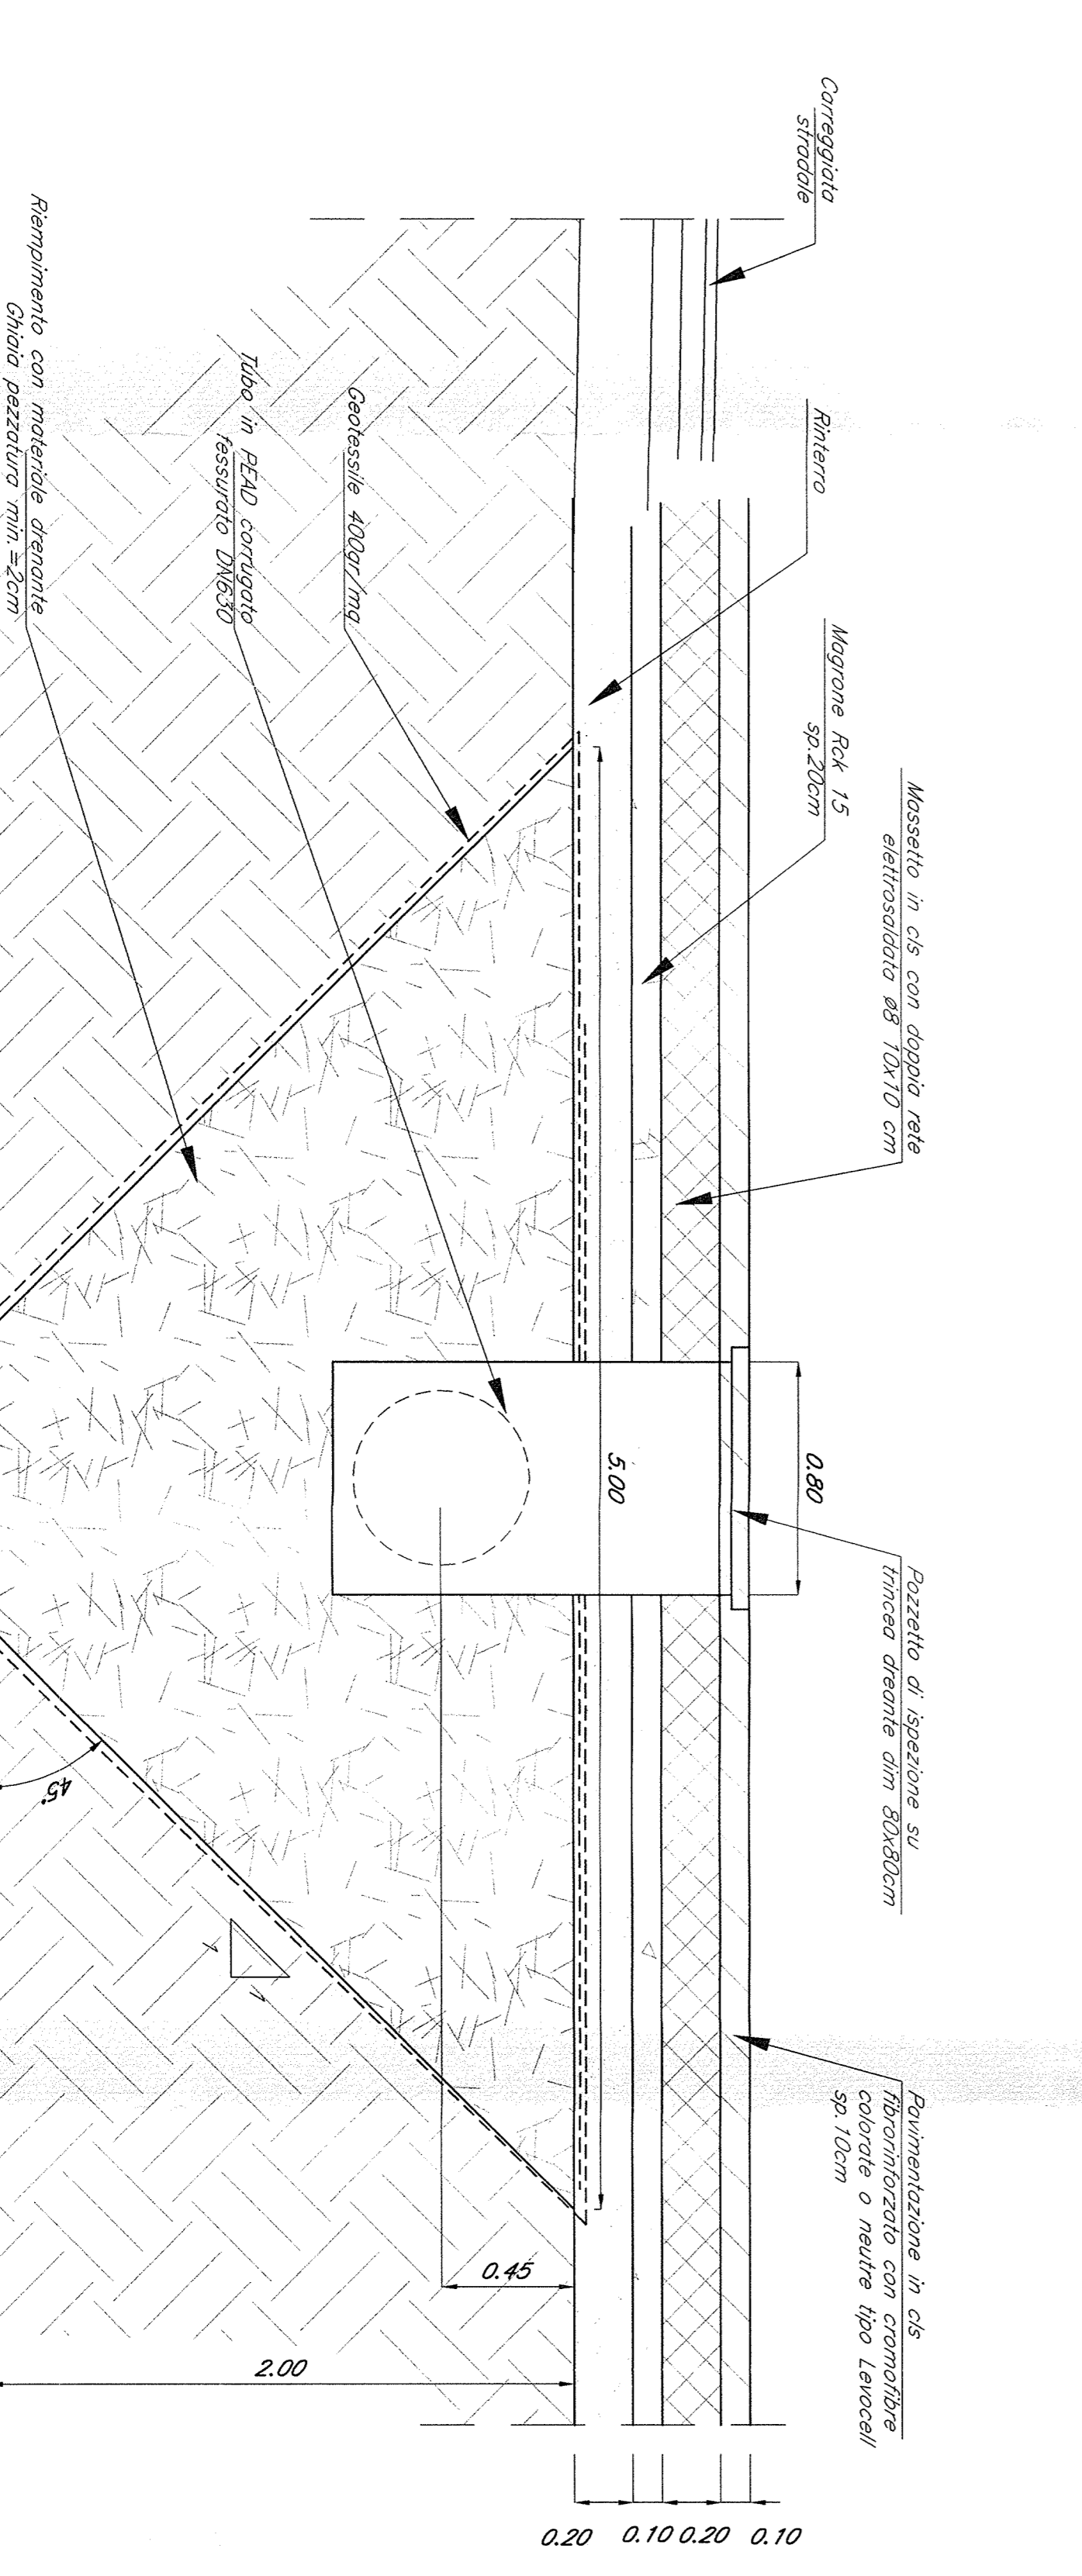 Carreggiata
stradale
Rinterro
Magrone Rck 15
sp.20cm
Massetto in cls con doppia rete
elettrosaldata ø8 10x10 cm
Pozzetto di ispezione su
trincea dreante dim 80x80cm
Pavimentazione in cls
fibrorinforzato con cromofibre
colorate o neutre tipo Levocell
sp.10cm
Geotessile 400gr/mq
Tubo in PEAD corrugato
fessurato DN630
Riempimento con materiale drenante
Ghiaia pezzatura min.=2cm
0.80
5.00
0.45
2.00
45°
1
1
0.10
0.20
0.10
0.20